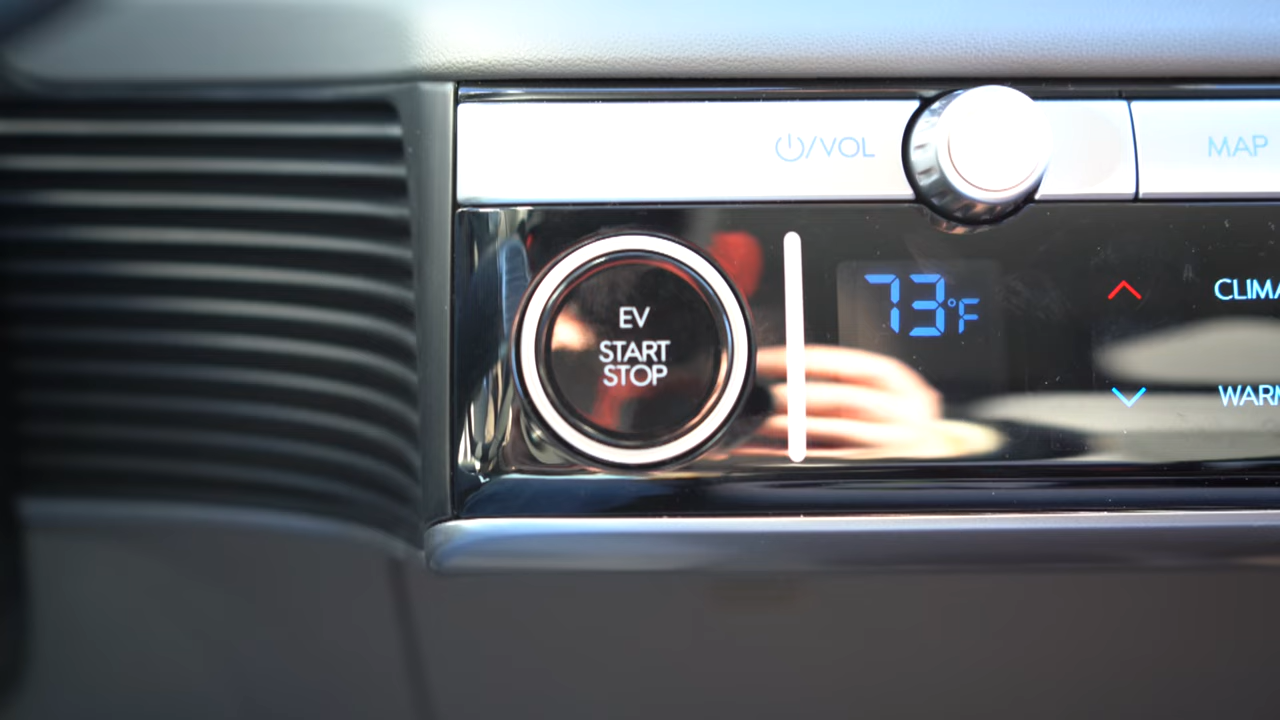 ⏻/VOL
MAP
EV
START
STOP
73°F
CLIMA
WARM